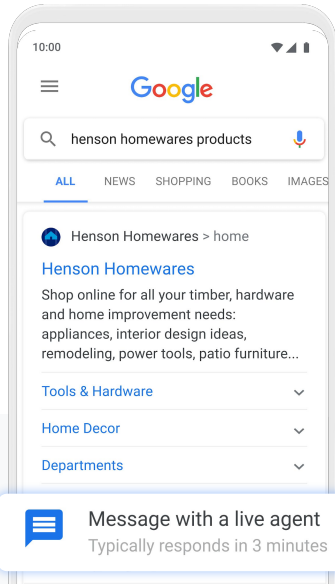 10:00
Google
henson homewares products
ALL NEWS SHOPPING BOOKS IMAGES
Henson Homewares > home
Henson Homewares
Shop online for all your timber, hardware
and home improvement needs:
appliances, interior design ideas,
remodeling, power tools, patio furniture...
Tools & Hardware
Home Decor
Departments
Message with a live agent
Typically responds in 3 minutes